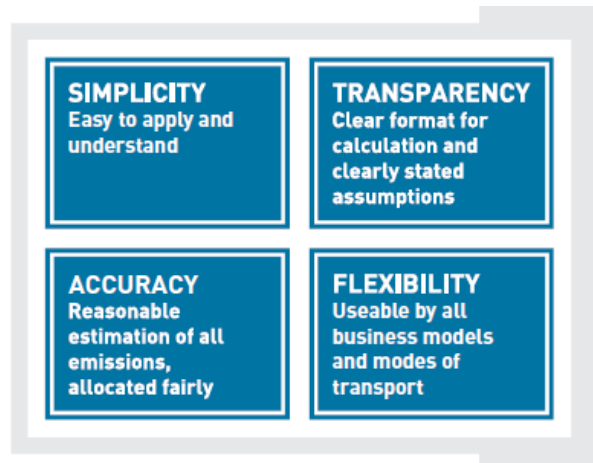 SIMPLICITY
Easy to apply and
understand
TRANSPARENCY
Clear format for
calculation and
clearly stated
assumptions
ACCURACY
Reasonable
estimation of all
emissions,
allocated fairly
FLEXIBILITY
Useable by all
business models
and modes of
transport